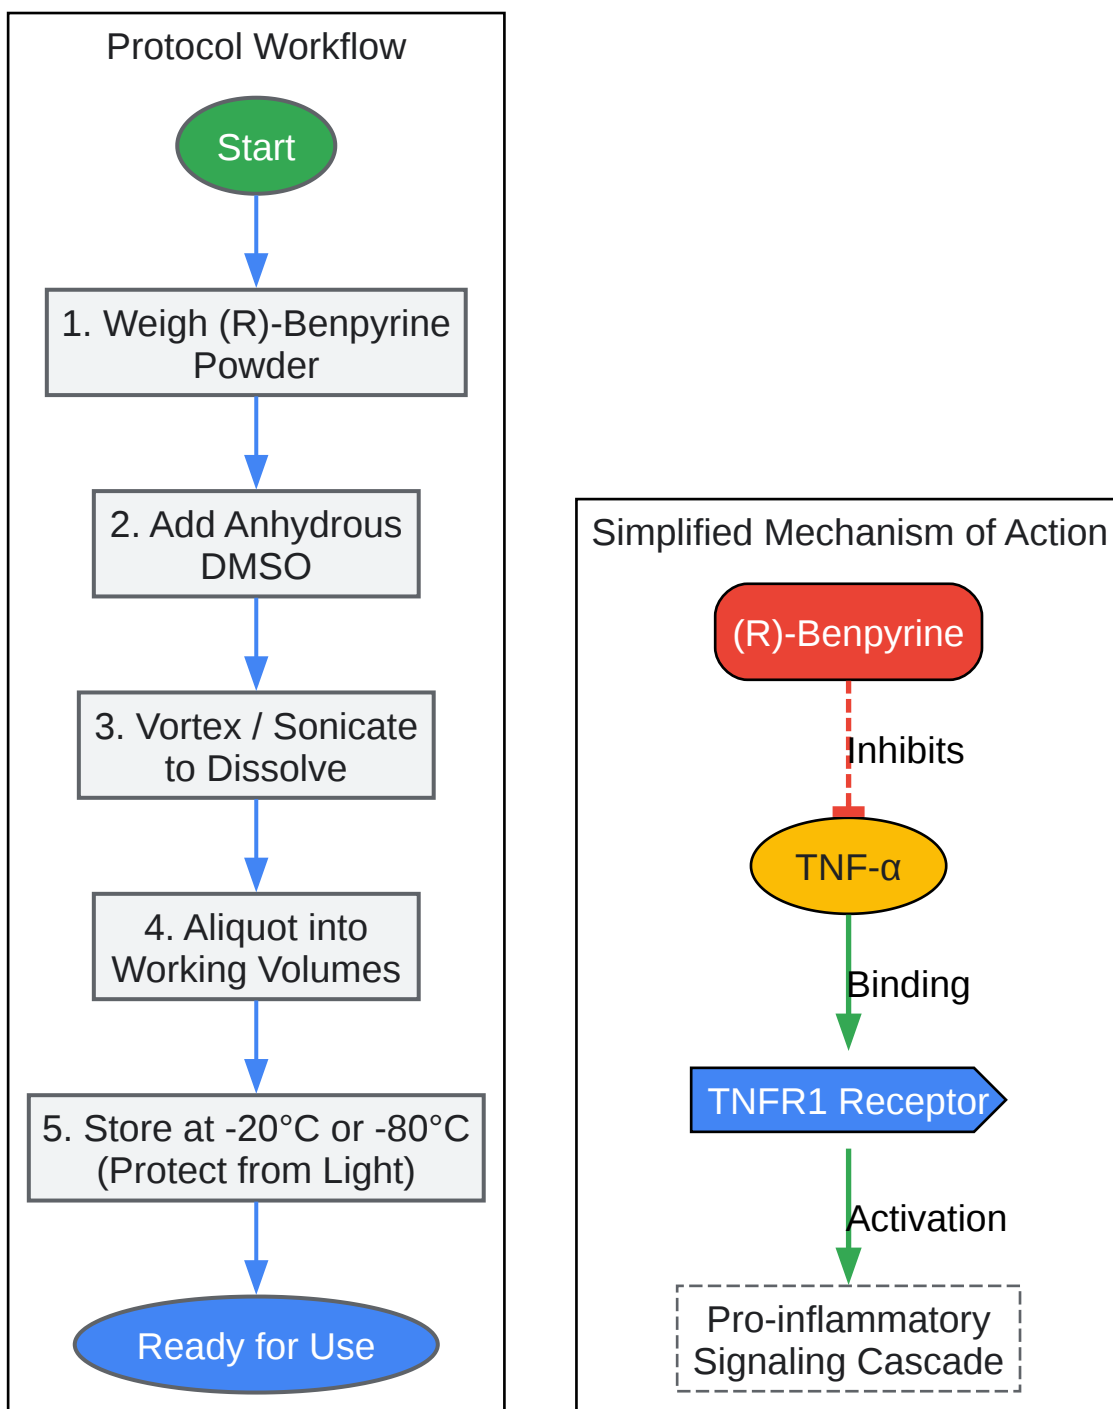 Protocol Workflow
Start
1. Weigh (R)-Benpyrine
Powder
2. Add Anhydrous
DMSO
3. Vortex / Sonicate
to Dissolve
4. Aliquot into
Working Volumes
5. Store at -20°C or -80°C
(Protect from Light)
Ready for Use
Simplified Mechanism of Action
(R)-Benpyrine
Inhibits
TNF-α
Binding
TNFR1 Receptor
Activation
Pro-inflammatory
Signaling Cascade